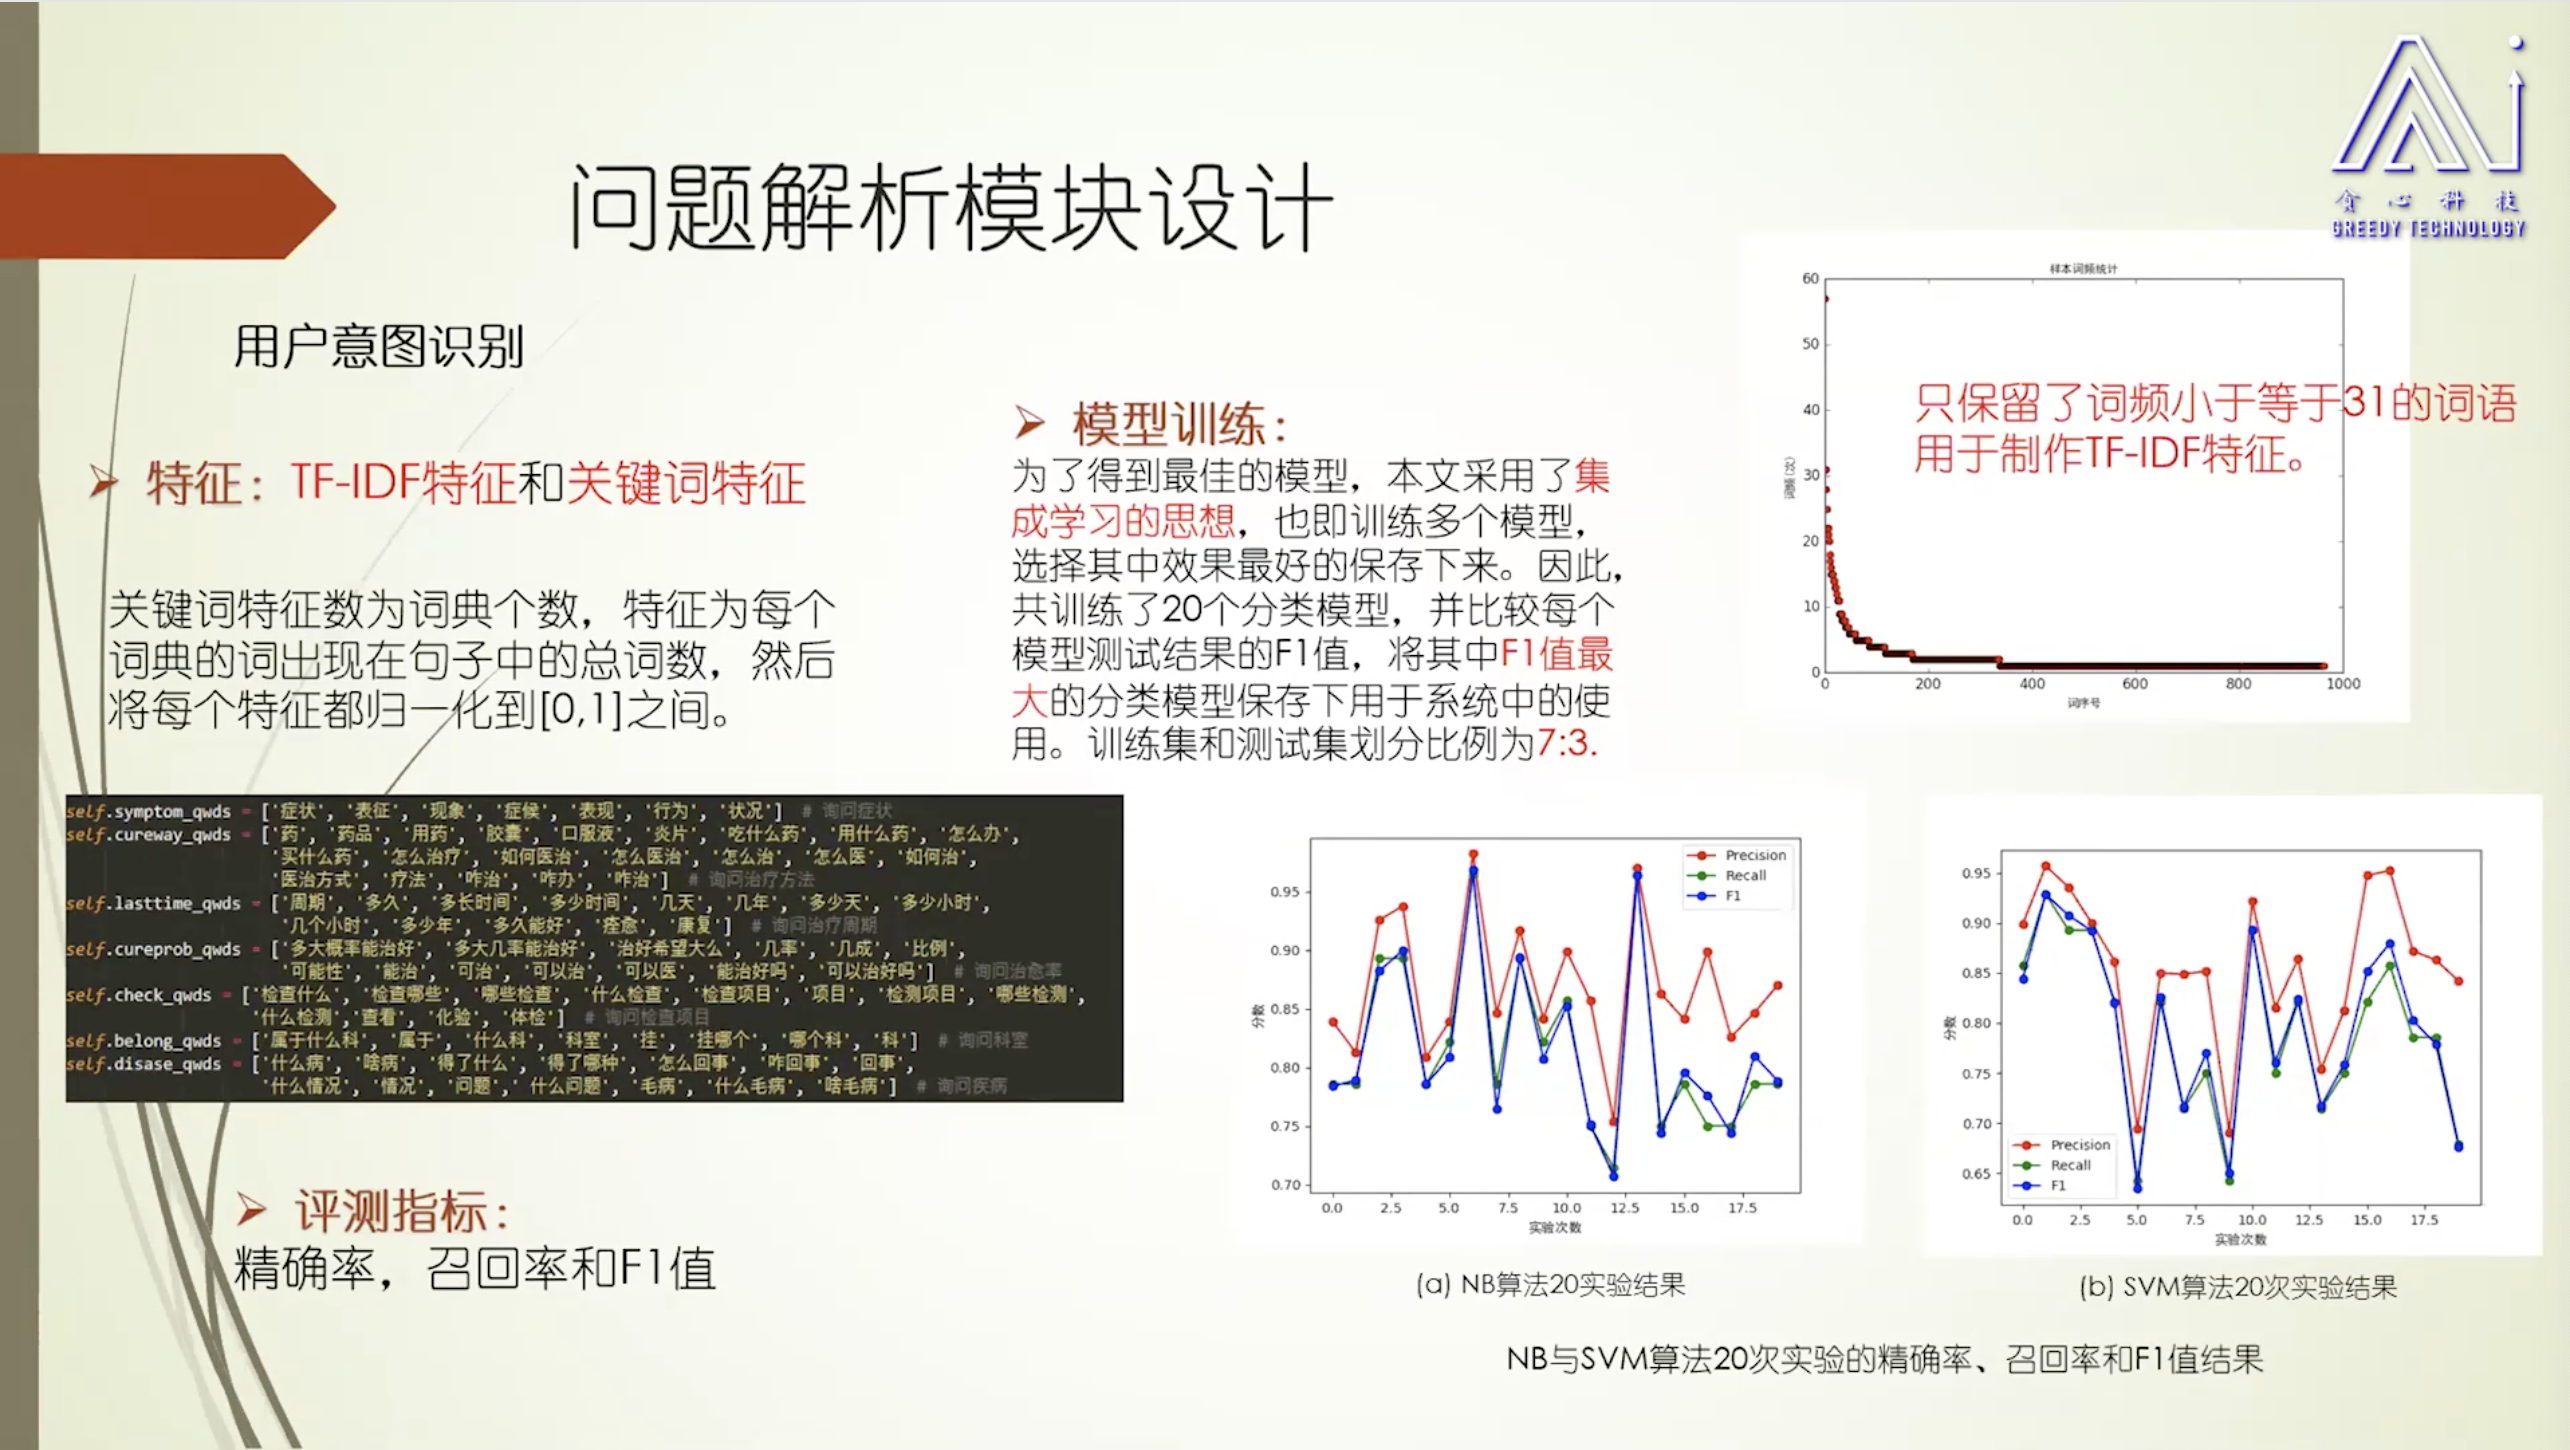 问题解析模块设计
贪心科技
GREEDY TECHNOLOGY
用户意图识别
特征：TF-IDF特征和关键词特征
关键词特征数为词典个数，特征为每个
词典的词出现在句子中的总词数，然后
将每个特征都归一化到[0,1]之间。
self.symptom_qwds = ['症状', '表征', '现象', '症候', '表现', '行为', '状况'] # 询问症状
self.cureway_qwds = ['药', '药品', '用药', '胶囊', '口服液', '炎片', '吃什么药', '用什么药', '怎么办',
'买什么药', '怎么治疗', '如何医治', '怎么医治', '怎么治', '怎么医', '如何治',
'医治方式', '疗法', '咋治', '咋办', '咋治'] # 询问治疗方法
self.lasttime_qwds = ['周期', '多久', '多长时间', '多少时间', '几天', '几年', '多少天', '多少小时',
'几个小时', '多少年', '多久能好', '痊愈', '康复'] # 询问治疗周期
self.cureprob_qwds = ['多大概率能治好', '多大几率能治好', '治好希望大么', '几率', '几成', '比例',
'可能性', '能治', '可治', '可以治', '可以医', '能治好吗', '可以治好吗'] # 询问治愈率
self.check_qwds = ['检查什么', '检查哪些', '哪些检查', '什么检查', '检查项目', '项目', '检测项目', '哪些检测',
'什么检测','查看', '化验', '体检'] # 询问检查项目
self.belong_qwds = ['属于什么科', '属于', '什么科', '科室', '挂', '挂哪个', '哪个科', '科'] # 询问科室
self.disase_qwds = ['什么病', '啥病', '得了什么', '得了哪种', '怎么回事', '咋回事', '回事',
'什么情况', '情况', '问题', ' 什么问题', '毛病', '什么毛病', '啥毛病'] # 询问疾病
评测指标：
精确率，召回率和F1值
模型训练：
为了得到最佳的模型，本文采用了集
成学习的思想，也即训练多个模型，
选择其中效果最好的保存下来。因此，
共训练了20个分类模型，并比较每个
模型测试结果的F1值，将其中F1值最
大的分类模型保存下用于系统中的使
用。训练集和测试集划分比例为7:3.
样本词频统计
60
50
40
30
20
10
0
词频(次)
0 200 400 600 800 1000
词序号
只保留了词频小于等于31的词语
用于制作TF-IDF特征。
Precision
Recall
F1
0.95
0.90
0.85
0.80
0.75
0.70
分数
0.0 2.5 5.0 7.5 10.0 12.5 15.0 17.5
实验次数
(a) NB算法20实验结果
0.95
0.90
0.85
0.80
0.75
0.70
0.65
分数
Precision
Recall
F1
0.0 2.5 5.0 7.5 10.0 12.5 15.0 17.5
实验次数
(b) SVM算法20次实验结果
NB与SVM算法20次实验的精确率、召回率和F1值结果